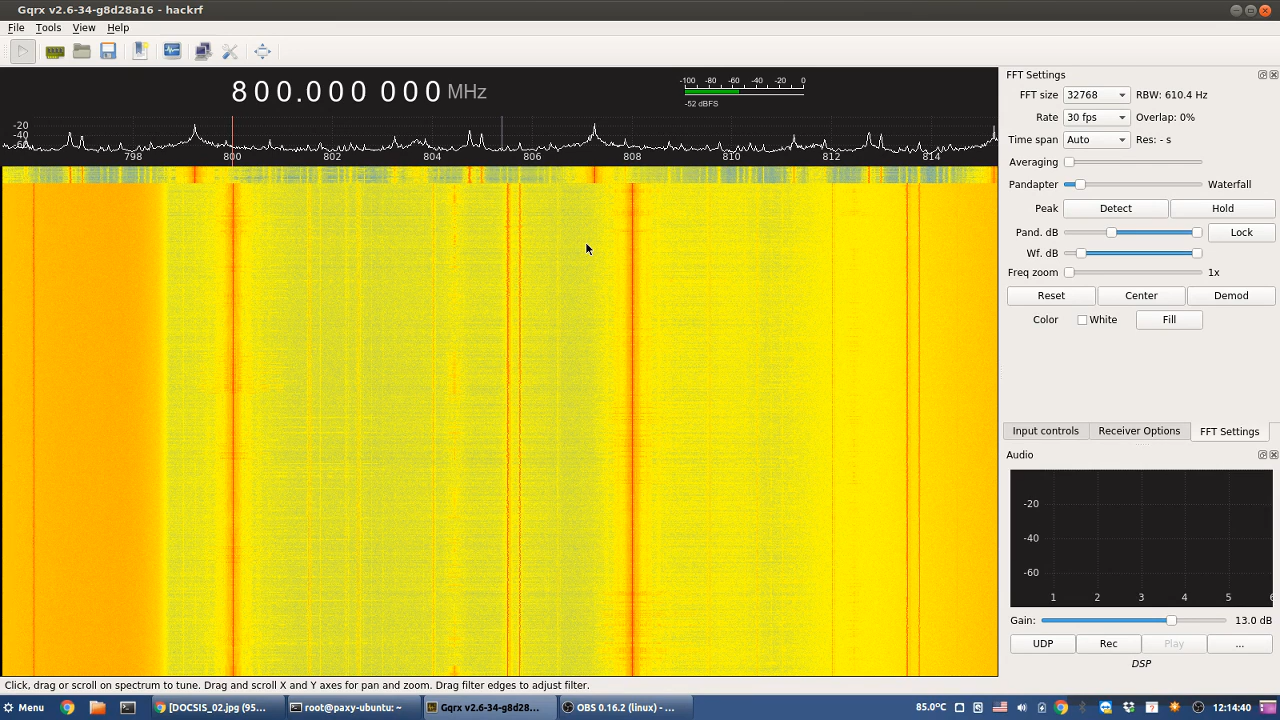 Gqrx v2.6-34-g8d28a16 - hackrf
File Tools View Help
800.000 000 MHz
-100 -80 -60 -40 -20 0
-52 dBFS
-20
-40
-60
798 800 802 804 806 808 810 812 814
FFT Settings
FFT size 32768 RBW: 610.4 Hz
Rate 30 fps Overlap: 0%
Time span Auto Res: - s
Averaging
Pandapter Waterfall
Peak Detect Hold
Pand. dB Lock
Wf. dB
Freq zoom 1x
Reset Center Demod
Color White Fill
Input controls Receiver Options FFT Settings
Audio
-20
-40
-60
1 2 3 4 5 6
Gain: 13.0 dB
UDP Rec Play ...
DSP
Click, drag or scroll on spectrum to tune. Drag and scroll X and Y axes for pan and zoom. Drag filter edges to adjust filter.
Menu [DOCSIS_02.jpg (95... root@paxy-ubuntu: ~ Gqrx v2.6-34-g8d28... OBS 0.16.2 (linux) - ... 85.0°C 12:14:40